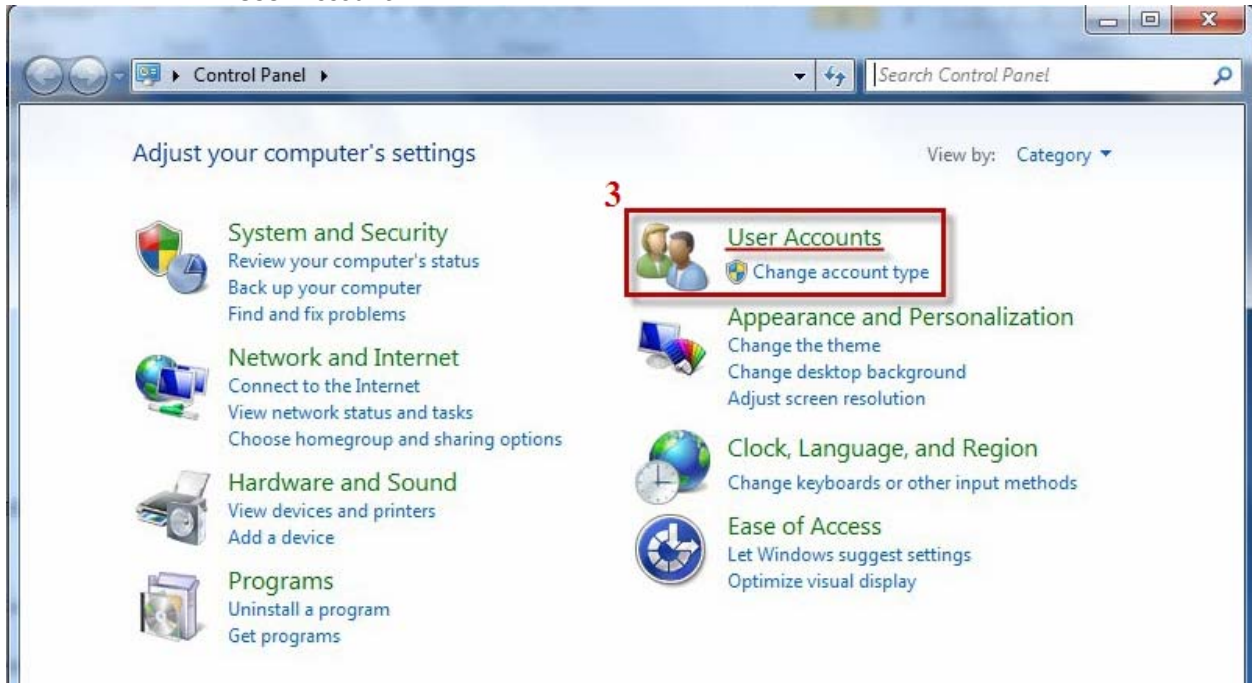 Control Panel
Search Control Panel
Adjust your computer's settings
View by: Category
3
System and Security
Review your computer's status
Back up your computer
Find and fix problems
Network and Internet
Connect to the Internet
View network status and tasks
Choose homegroup and sharing options
Hardware and Sound
View devices and printers
Add a device
Programs
Uninstall a program
Get programs
User Accounts
Change account type
Appearance and Personalization
Change the theme
Change desktop background
Adjust screen resolution
Clock, Language, and Region
Change keyboards or other input methods
Ease of Access
Let Windows suggest settings
Optimize visual display